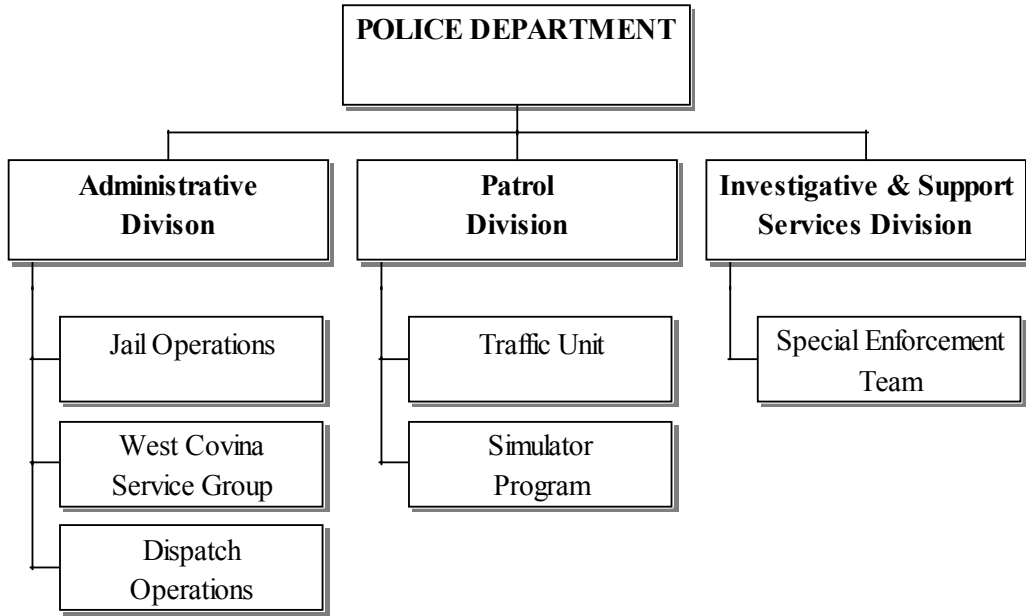 POLICE DEPARTMENT
Administrative
Divison
Patrol
Division
Investigative & Support
Services Division
Jail Operations
West Covina
Service Group
Dispatch
Operations
Traffic Unit
Simulator
Program
Special Enforcement
Team